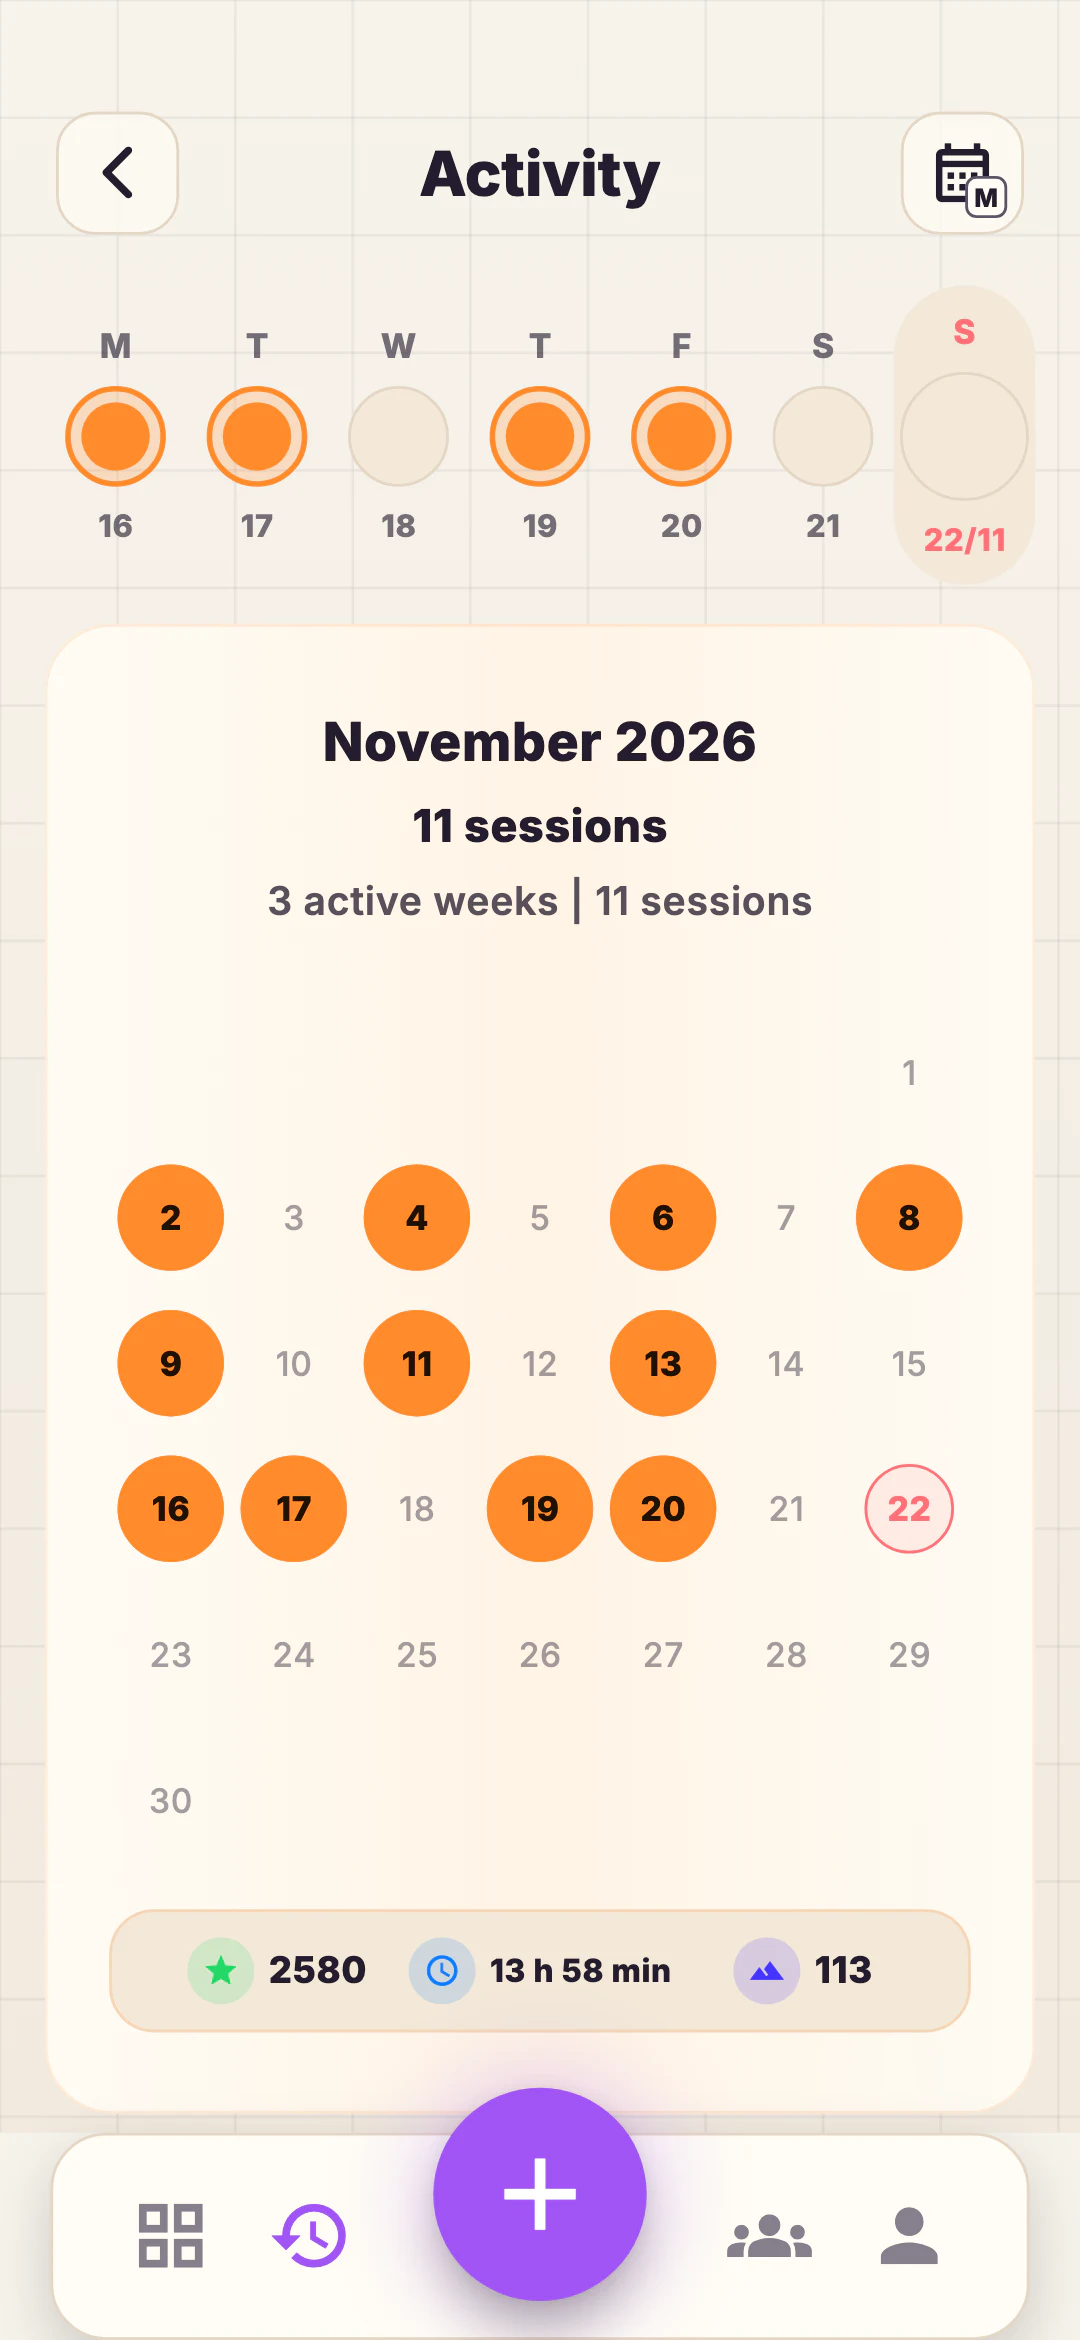 Activity
M
M T W T F S S
16 17 18 19 20 21 22/11
November 2026
11 sessions
3 active weeks | 11 sessions
1
2 3 4 5 6 7 8
9 10 11 12 13 14 15
16 17 18 19 20 21 22
23 24 25 26 27 28 29
30
2580 13 h 58 min 113